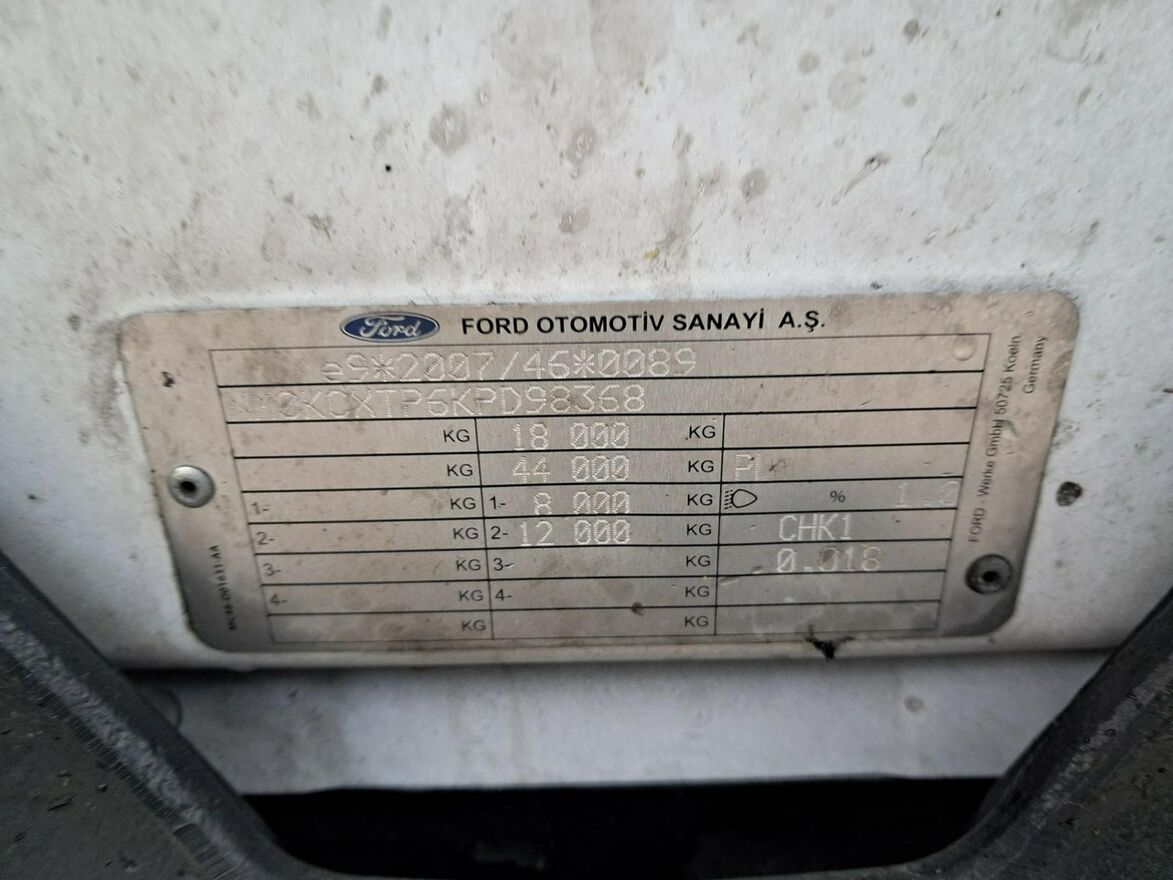 Ford FORD OTOMOTİV SANAYİ A.Ş.
e9*2007/46*0089
NM0KCXTP6KPD98368
KG 18 000 KG
KG 44 000 KG P
1- KG 1- 8 000 KG % 1.0
2- KG 2- 12 000 KG CHK1
3- KG 3- KG 0.018
4- KG 4- KG
KG KG
FORD - Werke GmbH 50725 Koeln,
Germany